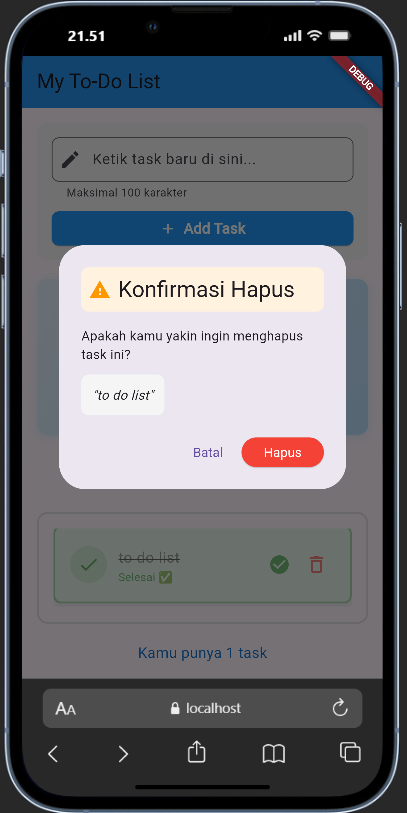 21.51
DEBUG
My To-Do List
Ketik task baru di sini...
Maksimal 100 karakter
+ Add Task
Konfirmasi Hapus
Apakah kamu yakin ingin menghapus
task ini?
"to do list"
Batal Hapus
to do list
Selesai ✅
Kamu punya 1 task
AA localhost